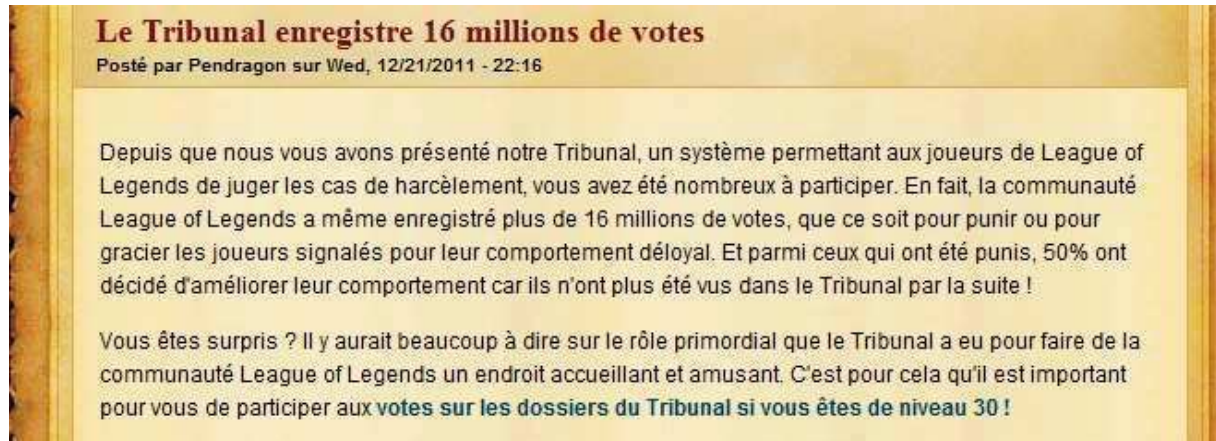 Le Tribunal enregistre 16 millions de votes
Posté par Pendragon sur Wed, 12/21/2011 - 22:16
Depuis que nous vous avons présenté notre Tribunal, un système permettant aux joueurs de League of
Legends de juger les cas de harcèlement, vous avez été nombreux à participer. En fait, la communauté
League of Legends a même enregistré plus de 16 millions de votes, que ce soit pour punir ou pour
gracier les joueurs signalés pour leur comportement déloyal. Et parmi ceux qui ont été punis, 50% ont
décidé d'améliorer leur comportement car ils n'ont plus été vus dans le Tribunal par la suite !
Vous êtes surpris ? Il y aurait beaucoup à dire sur le rôle primordial que le Tribunal a eu pour faire de la
communauté League of Legends un endroit accueillant et amusant. C'est pour cela qu'il est important
pour vous de participer aux votes sur les dossiers du Tribunal si vous êtes de niveau 30 !